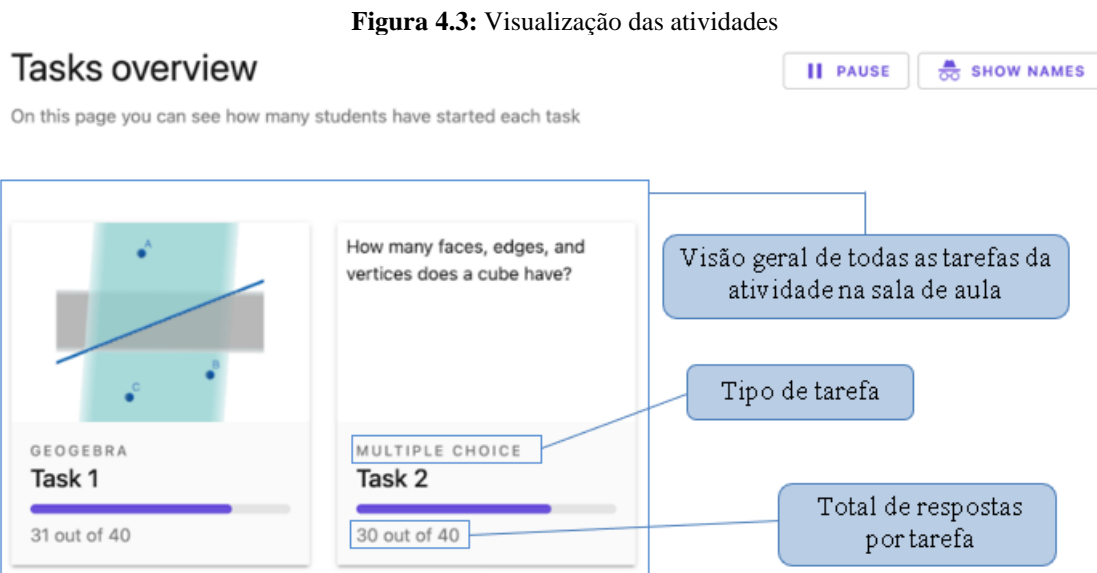 Figura 4.3: Visualização das atividades
Tasks overview
PAUSE
SHOW NAMES
On this page you can see how many students have started each task
A
B
C
GEOGEBRA
Task 1
31 out of 40
How many faces, edges, and
vertices does a cube have?
MULTIPLE CHOICE
Task 2
30 out of 40
Visão geral de todas as tarefas da
atividade na sala de aula
Tipo de tarefa
Total de respostas
por tarefa